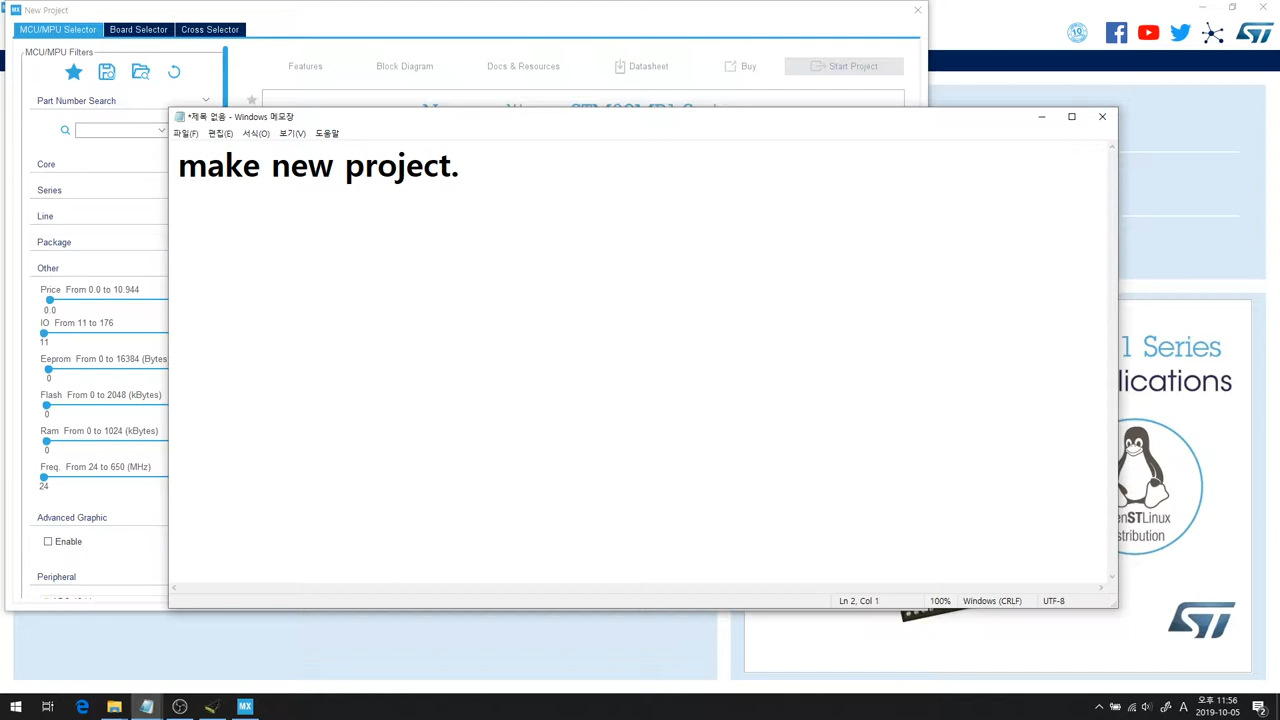 New Project
MCU/MPU Selector
Board Selector
Cross Selector
MCU/MPU Filters
Features
Block Diagram
Docs & Resources
Datasheet
Buy
Start Project
Part Number Search
*제목 없음 - Windows 메모장
파일(F) 편집(E) 서식(O) 보기(V) 도움말
make new project.
Core
Series
Line
Package
Other
Price From 0.0 to 10.944
0.0
IO From 11 to 176
11
Eeprom From 0 to 16384 (Bytes
0
Flash From 0 to 2048 (kBytes)
0
Ram From 0 to 1024 (kBytes)
0
Freq. From 24 to 650 (MHz)
24
Advanced Graphic
Enable
Peripheral
1 Series
lications
enSTLinux
istribution
ST
Ln 2, Col 1
100%
Windows (CRLF)
UTF-8
A
오후 11:56
2019-10-05
2